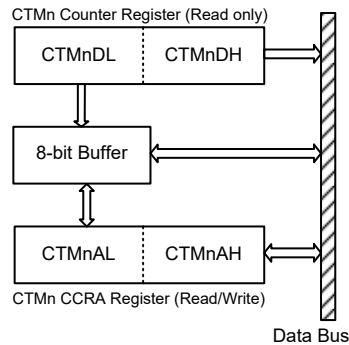 CTMn Counter Register (Read only)
CTMnDL CTMnDH
8-bit Buffer
CTMnAL CTMnAH
CTMn CCRA Register (Read/Write)
Data Bus